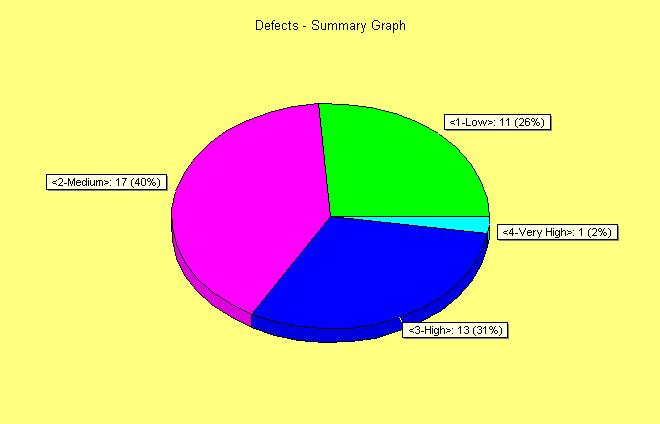 Defects - Summary Graph
<1-Low>: 11 (26%)
<2-Medium>: 17 (40%)
<4-Very High>: 1 (2%)
<3-High>: 13 (31%)